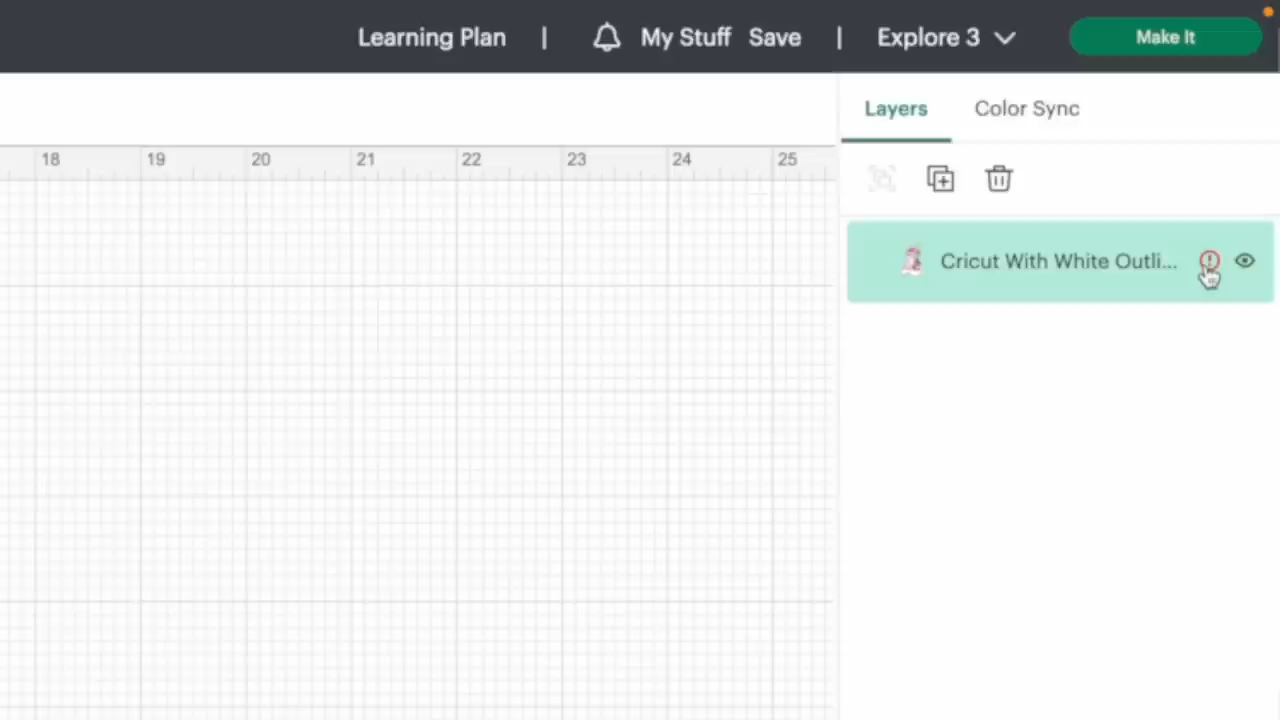 Learning Plan | My Stuff Save | Explore 3 Make It
Layers Color Sync
18 19 20 21 22 23 24 25
Cricut With White Outli...